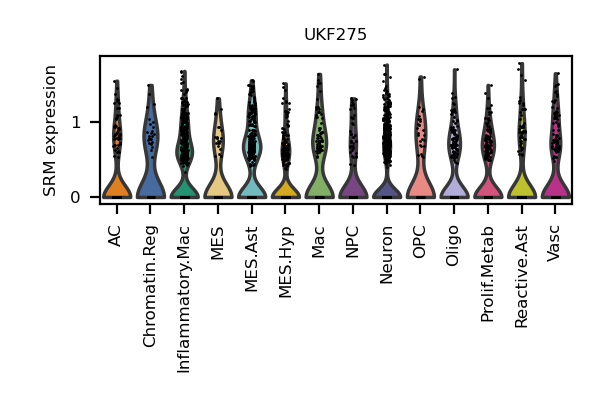 UKF275
SRM expression
1
0
AC
Chromatin.Reg
Inflammatory.Mac
MES
MES.Ast
MES.Hyp
Mac
NPC
Neuron
OPC
Oligo
Prolif.Metab
Reactive.Ast
Vasc